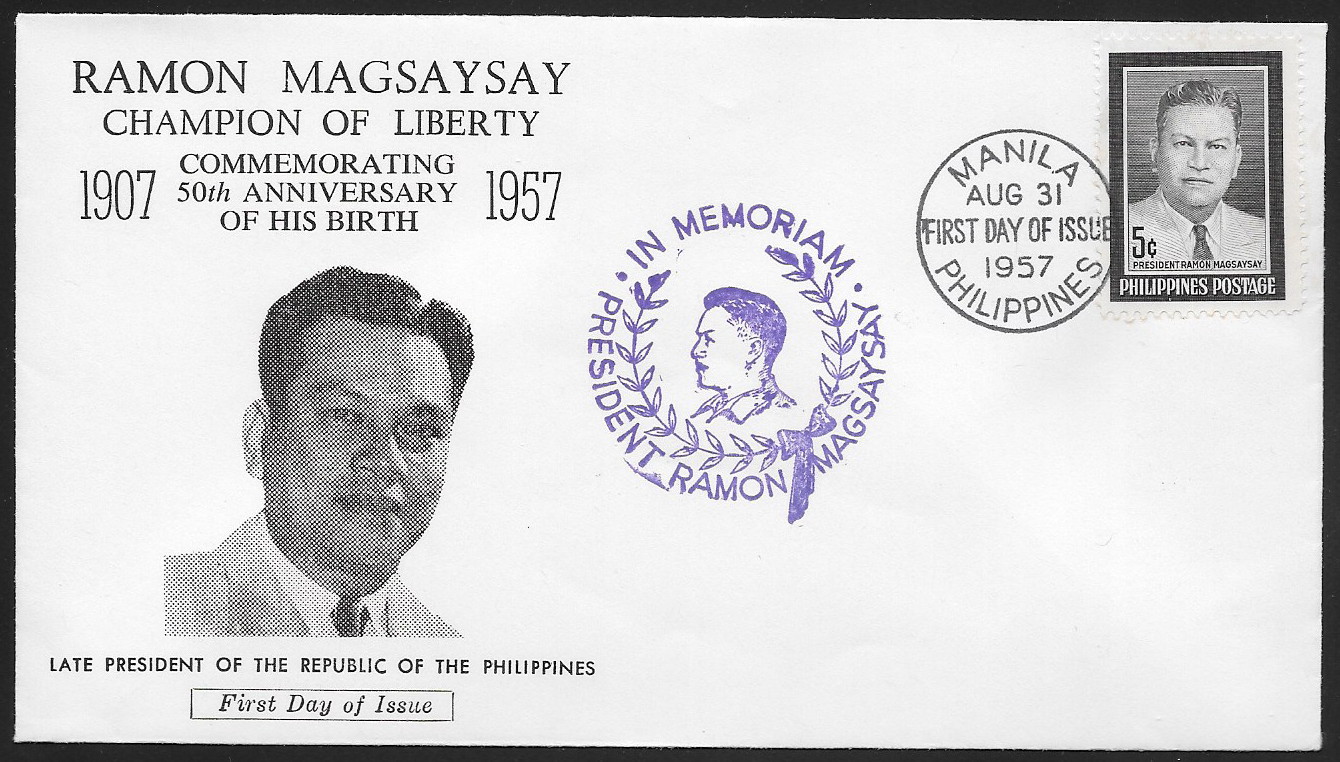 RAMON MAGSAYSAY
CHAMPION OF LIBERTY
1907 COMMEMORATING 1957
50th ANNIVERSARY
OF HIS BIRTH
LATE PRESIDENT OF THE REPUBLIC OF THE PHILIPPINES
First Day of Issue
• IN MEMORIAM •
PRESIDENT RAMON MAGSAYSAY
MANILA
AUG 31
FIRST DAY OF ISSUE
1957
PHILIPPINES
5¢
PRESIDENT RAMON MAGSAYSAY
PHILIPPINES POSTAGE